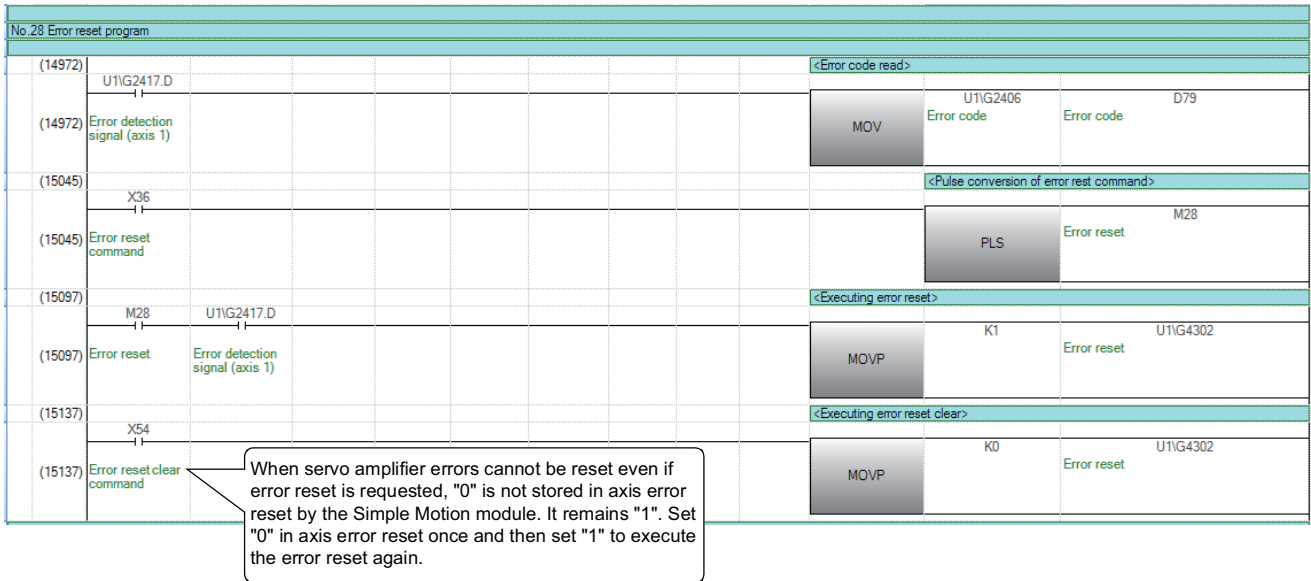 No.28 Error reset program
(14972) <Error code read>
U1\G2417.D
U1\G2406 D79
(14972) Error detection signal (axis 1) MOV Error code Error code
(15045) <Pulse conversion of error rest command>
X36
M28
(15045) Error reset command PLS Error reset
(15097) <Executing error reset>
M28 U1\G2417.D
K1 U1\G4302
(15097) Error reset Error detection signal (axis 1) MOVP Error reset
(15137) <Executing error reset clear>
X54
K0 U1\G4302
(15137) Error reset clear command MOVP Error reset
When servo amplifier errors cannot be reset even if
error reset is requested, "0" is not stored in axis error
reset by the Simple Motion module. It remains "1". Set
"0" in axis error reset once and then set "1" to execute
the error reset again.